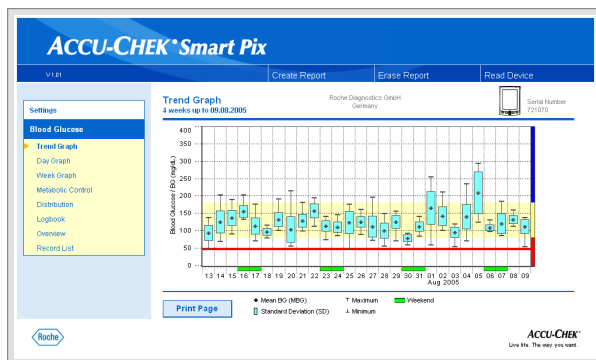 ACCU-CHEK® Smart Pix
V 1.01
Create Report
Erase Report
Read Device
Settings
Blood Glucose
Trend Graph
Day Graph
Week Graph
Metabolic Control
Distribution
Logbook
Overview
Record List
Trend Graph
4 weeks up to 09.08.2005
Roche Diagnostics GmbH
Germany
Serial Number
721070
Blood Glucose / BG (mg/dL)
400
350
300
250
200
150
100
50
0
13 14 15 16 17 18 19 20 21 22 23 24 25 26 27 28 29 30 31 01 02 03 04 05 06 07 08 09
Aug 2005
Print Page
Mean BG (MBG)
Maximum
Weekend
Standard Deviation (SD)
Minimum
Roche
ACCU-CHEK®
Live life. The way you want.